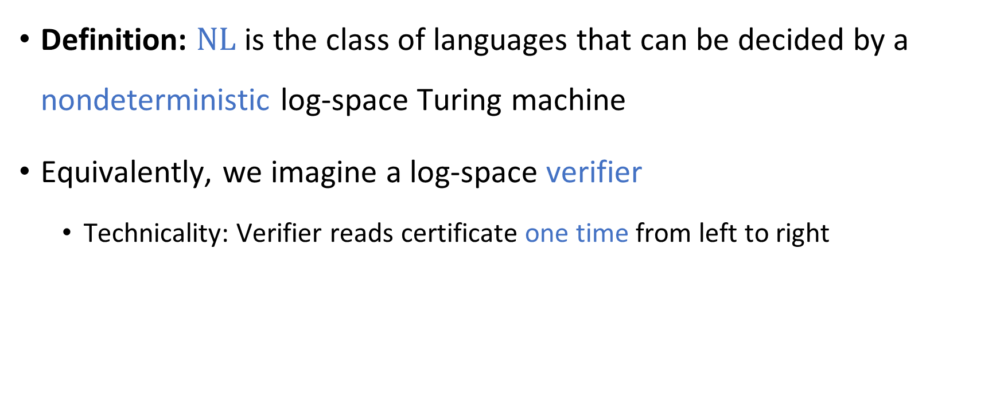 • Definition: NL is the class of languages that can be decided by a
nondeterministic log-space Turing machine
• Equivalently, we imagine a log-space verifier
• Technicality: Verifier reads certificate one time from left to right